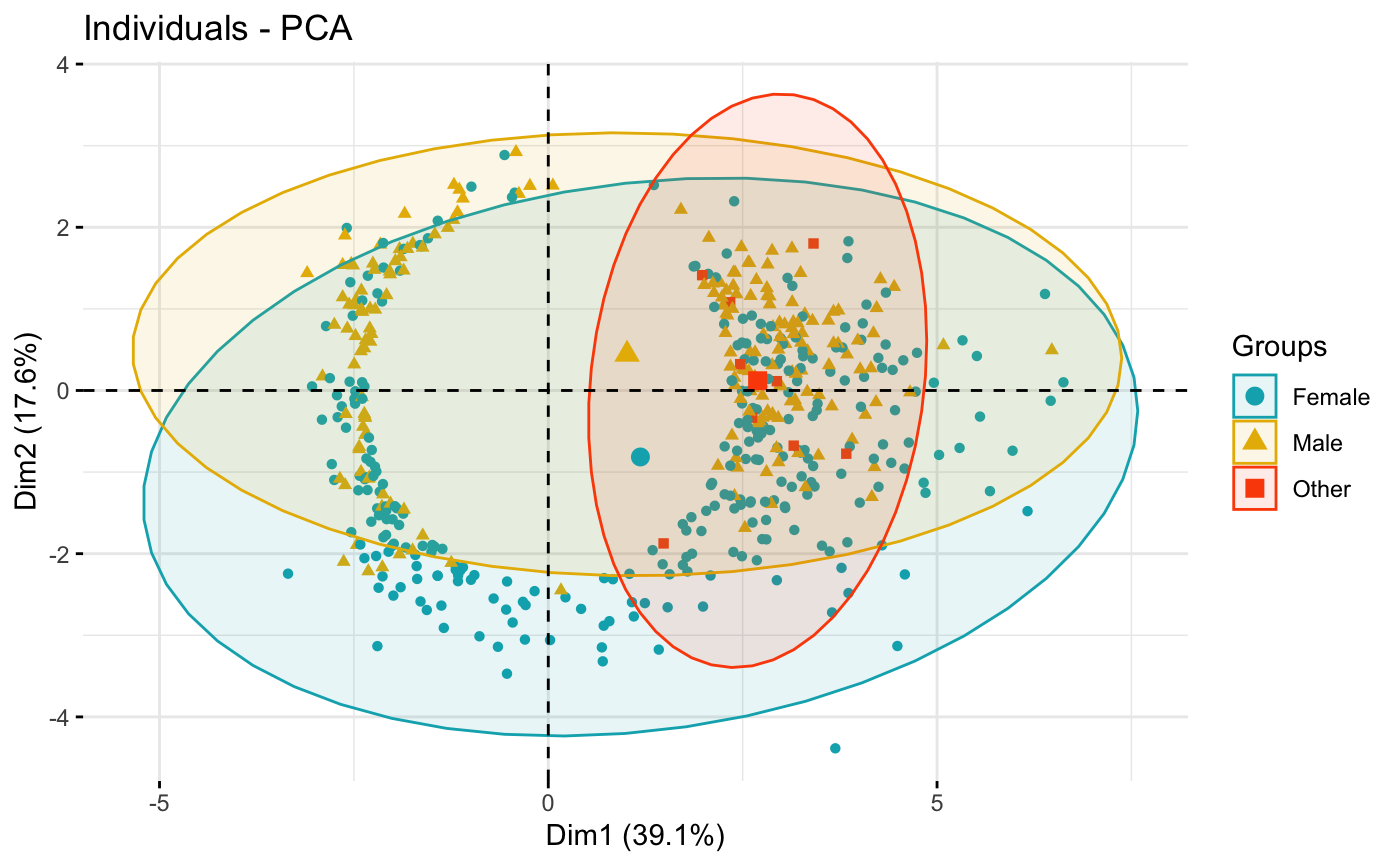 Individuals - PCA
4
2
0
-2
-4
Dim2 (17.6%)
-5
0
5
Dim1 (39.1%)
Groups
Female
Male
Other